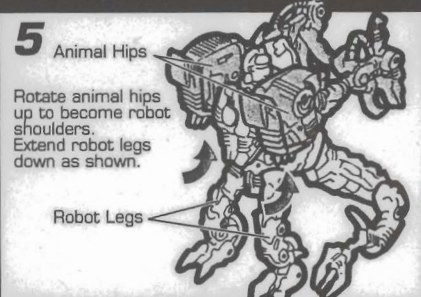 5 Animal Hips
Rotate animal hips
up to become robot
shoulders.
Extend robot legs
down as shown.
Robot Legs